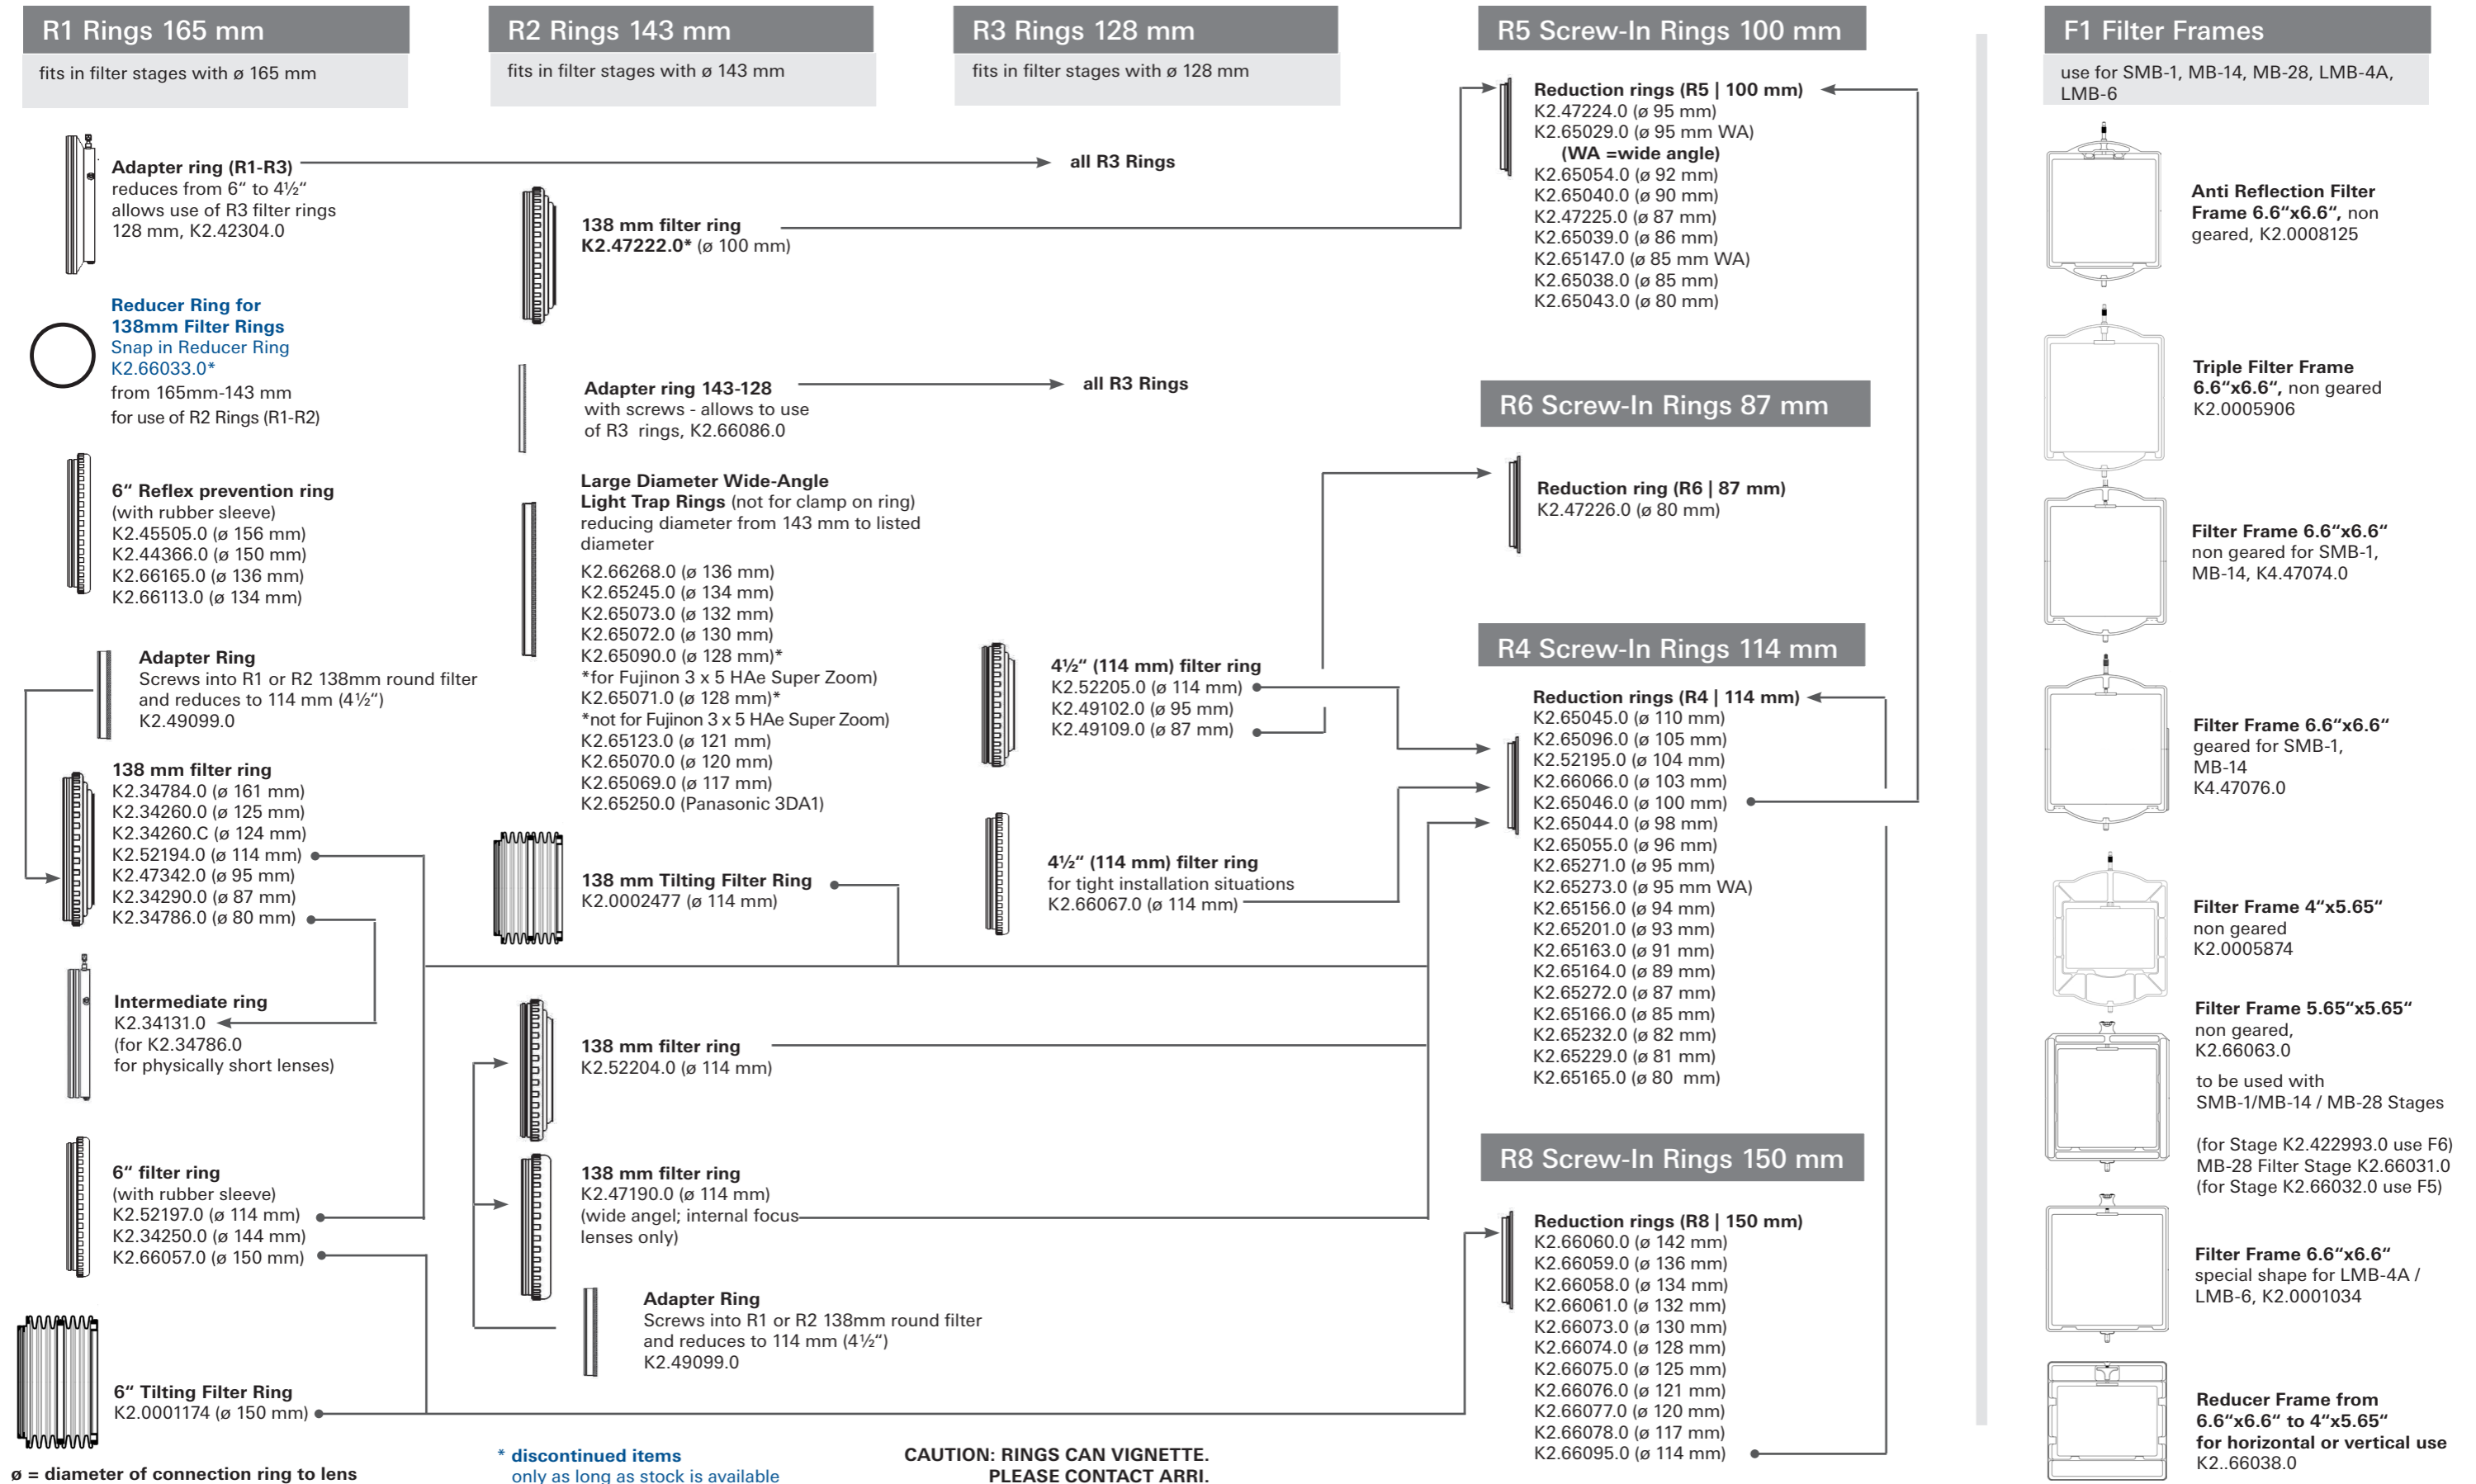 R1 Rings 165 mm
fits in filter stages with ø 165 mm
Adapter ring (R1-R3)
reduces from 6“ to 4½“
allows use of R3 filter rings
128 mm, K2.42304.0
Reducer Ring for
138mm Filter Rings
Snap in Reducer Ring
K2.66033.0*
from 165mm-143 mm
for use of R2 Rings (R1-R2)
6“ Reflex prevention ring
(with rubber sleeve)
K2.45505.0 (ø 156 mm)
K2.44366.0 (ø 150 mm)
K2.66165.0 (ø 136 mm)
K2.66113.0 (ø 134 mm)
Adapter Ring
Screws into R1 or R2 138mm round filter
and reduces to 114 mm (4½“)
K2.49099.0
138 mm filter ring
K2.34784.0 (ø 161 mm)
K2.34260.0 (ø 125 mm)
K2.34260.C (ø 124 mm)
K2.52194.0 (ø 114 mm)
K2.47342.0 (ø 95 mm)
K2.34290.0 (ø 87 mm)
K2.34786.0 (ø 80 mm)
Intermediate ring
K2.34131.0
(for K2.34786.0
for physically short lenses)
6“ filter ring
(with rubber sleeve)
K2.52197.0 (ø 114 mm)
K2.34250.0 (ø 144 mm)
K2.66057.0 (ø 150 mm)
6“ Tilting Filter Ring
K2.0001174 (ø 150 mm)
ø = diameter of connection ring to lens
R2 Rings 143 mm
fits in filter stages with ø 143 mm
138 mm filter ring
K2.47222.0* (ø 100 mm)
Adapter ring 143-128
with screws - allows to use
of R3 rings, K2.66086.0
Large Diameter Wide-Angle
Light Trap Rings (not for clamp on ring)
reducing diameter from 143 mm to listed
diameter
K2.66268.0 (ø 136 mm)
K2.65245.0 (ø 134 mm)
K2.65073.0 (ø 132 mm)
K2.65072.0 (ø 130 mm)
K2.65090.0 (ø 128 mm)*
*for Fujinon 3 x 5 HAe Super Zoom)
K2.65071.0 (ø 128 mm)*
*not for Fujinon 3 x 5 HAe Super Zoom)
K2.65123.0 (ø 121 mm)
K2.65070.0 (ø 120 mm)
K2.65069.0 (ø 117 mm)
K2.65250.0 (Panasonic 3DA1)
138 mm Tilting Filter Ring
K2.0002477 (ø 114 mm)
138 mm filter ring
K2.52204.0 (ø 114 mm)
138 mm filter ring
K2.47190.0 (ø 114 mm)
(wide angel; internal focus
lenses only)
Adapter Ring
Screws into R1 or R2 138mm round filter
and reduces to 114 mm (4½“)
K2.49099.0
* discontinued items
only as long as stock is available
R3 Rings 128 mm
fits in filter stages with ø 128 mm
all R3 Rings
all R3 Rings
4½“ (114 mm) filter ring
K2.52205.0 (ø 114 mm)
K2.49102.0 (ø 95 mm)
K2.49109.0 (ø 87 mm)
4½“ (114 mm) filter ring
for tight installation situations
K2.66067.0 (ø 114 mm)
CAUTION: RINGS CAN VIGNETTE.
PLEASE CONTACT ARRI.
R5 Screw-In Rings 100 mm
Reduction rings (R5 | 100 mm)
K2.47224.0 (ø 95 mm)
K2.65029.0 (ø 95 mm WA)
(WA =wide angle)
K2.65054.0 (ø 92 mm)
K2.65040.0 (ø 90 mm)
K2.47225.0 (ø 87 mm)
K2.65039.0 (ø 86 mm)
K2.65147.0 (ø 85 mm WA)
K2.65038.0 (ø 85 mm)
K2.65043.0 (ø 80 mm)
R6 Screw-In Rings 87 mm
Reduction ring (R6 | 87 mm)
K2.47226.0 (ø 80 mm)
R4 Screw-In Rings 114 mm
Reduction rings (R4 | 114 mm)
K2.65045.0 (ø 110 mm)
K2.65096.0 (ø 105 mm)
K2.52195.0 (ø 104 mm)
K2.66066.0 (ø 103 mm)
K2.65046.0 (ø 100 mm)
K2.65044.0 (ø 98 mm)
K2.65055.0 (ø 96 mm)
K2.65271.0 (ø 95 mm)
K2.65273.0 (ø 95 mm WA)
K2.65156.0 (ø 94 mm)
K2.65201.0 (ø 93 mm)
K2.65163.0 (ø 91 mm)
K2.65164.0 (ø 89 mm)
K2.65272.0 (ø 87 mm)
K2.65166.0 (ø 85 mm)
K2.65232.0 (ø 82 mm)
K2.65229.0 (ø 81 mm)
K2.65165.0 (ø 80 mm)
R8 Screw-In Rings 150 mm
Reduction rings (R8 | 150 mm)
K2.66060.0 (ø 142 mm)
K2.66059.0 (ø 136 mm)
K2.66058.0 (ø 134 mm)
K2.66061.0 (ø 132 mm)
K2.66073.0 (ø 130 mm)
K2.66074.0 (ø 128 mm)
K2.66075.0 (ø 125 mm)
K2.66076.0 (ø 121 mm)
K2.66077.0 (ø 120 mm)
K2.66078.0 (ø 117 mm)
K2.66095.0 (ø 114 mm)
F1 Filter Frames
use for SMB-1, MB-14, MB-28, LMB-4A,
LMB-6
Anti Reflection Filter
Frame 6.6“x6.6“, non
geared, K2.0008125
Triple Filter Frame
6.6“x6.6“, non geared
K2.0005906
Filter Frame 6.6“x6.6“
non geared for SMB-1,
MB-14, K4.47074.0
Filter Frame 6.6“x6.6“
geared for SMB-1,
MB-14
K4.47076.0
Filter Frame 4“x5.65“
non geared
K2.0005874
Filter Frame 5.65“x5.65“
non geared,
K2.66063.0
to be used with
SMB-1/MB-14 / MB-28 Stages
(for Stage K2.422993.0 use F6)
MB-28 Filter Stage K2.66031.0
(for Stage K2.66032.0 use F5)
Filter Frame 6.6“x6.6“
special shape for LMB-4A /
LMB-6, K2.0001034
Reducer Frame from
6.6“x6.6“ to 4“x5.65“
for horizontal or vertical use
K2..66038.0